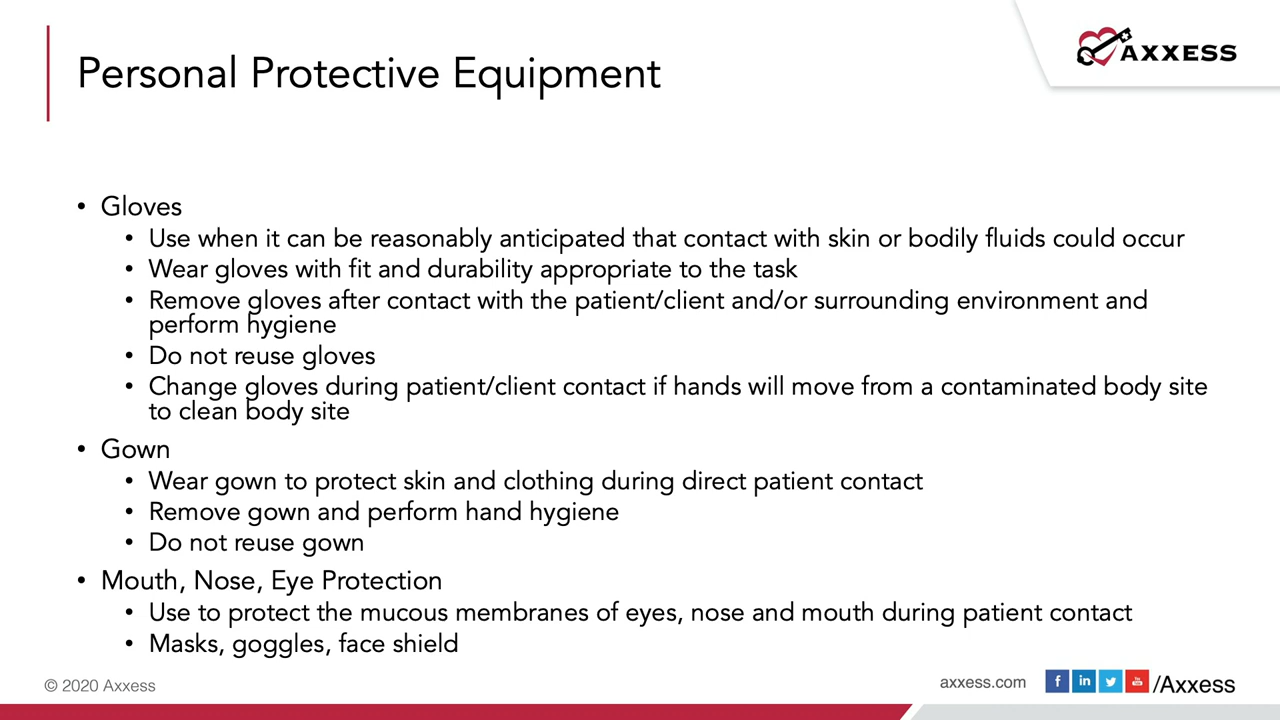 Personal Protective Equipment
AXXESS
• Gloves
• Use when it can be reasonably anticipated that contact with skin or bodily fluids could occur
• Wear gloves with fit and durability appropriate to the task
• Remove gloves after contact with the patient/client and/or surrounding environment and
perform hygiene
• Do not reuse gloves
• Change gloves during patient/client contact if hands will move from a contaminated body site
to clean body site
• Gown
• Wear gown to protect skin and clothing during direct patient contact
• Remove gown and perform hand hygiene
• Do not reuse gown
• Mouth, Nose, Eye Protection
• Use to protect the mucous membranes of eyes, nose and mouth during patient contact
• Masks, goggles, face shield
© 2020 Axxess
axxess.com f in You Tube /Axxess